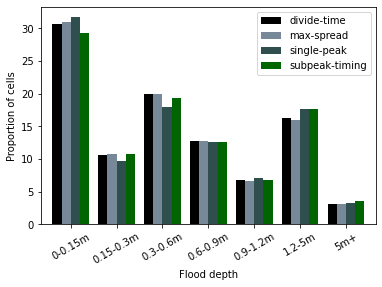 divide-time
max-spread
single-peak
subpeak-timing
Proportion of cells
30
25
20
15
10
5
0
0-0.15m
0.15-0.3m
0.3-0.6m
0.6-0.9m
0.9-1.2m
1.2-5m
5m+
Flood depth